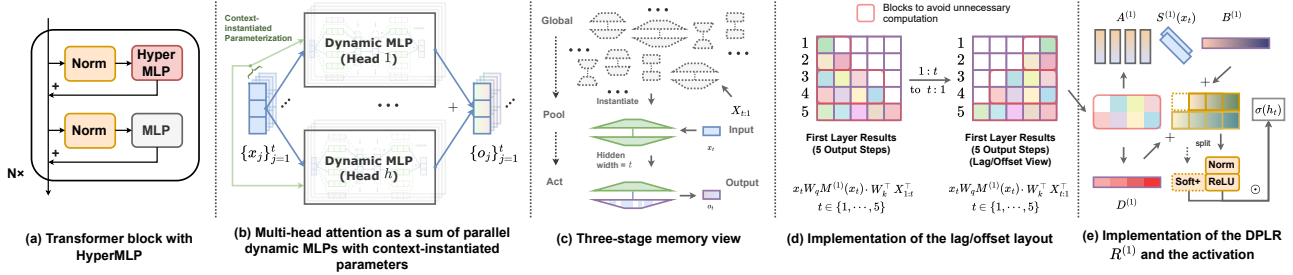 Norm
Hyper
MLP
+
Norm
MLP
+
N×
(a) Transformer block with
HyperMLP
Context-
instantiated
Parameterization
Dynamic MLP
(Head 1)
...
...
...
+
{x_j}_{j=1}^t
{o_j}_{j=1}^t
Dynamic MLP
(Head h)
(b) Multi-head attention as a sum of parallel
dynamic MLPs with context-instantiated
parameters
Global
...
...
...
Instantiate
X_{t:1}
Pool
Input
x_t
Hidden
width = t
Act
Output
o_t
(c) Three-stage memory view
Blocks to avoid unnecessary
computation
1
2
3
4
5
1 : t
to t : 1
1
2
3
4
5
First Layer Results
(5 Output Steps)
First Layer Results
(5 Output Steps)
(Lag/Offset View)
x_t W_q M^{(1)}(x_t) · W_k^⊤ X_{1:t}^⊤
t ∈ {1, ⋯, 5}
x_t W_q M^{(1)}(x_t) · W_k^⊤ X_{t:1}^⊤
t ∈ {1, ⋯, 5}
(d) Implementation of the lag/offset layout
A^{(1)}
S^{(1)}(x_t)
B^{(1)}
+
+
σ(h_t)
split
Norm
Soft+
ReLU
⊙
D^{(1)}
(e) Implementation of the DPLR
R^{(1)} and the activation